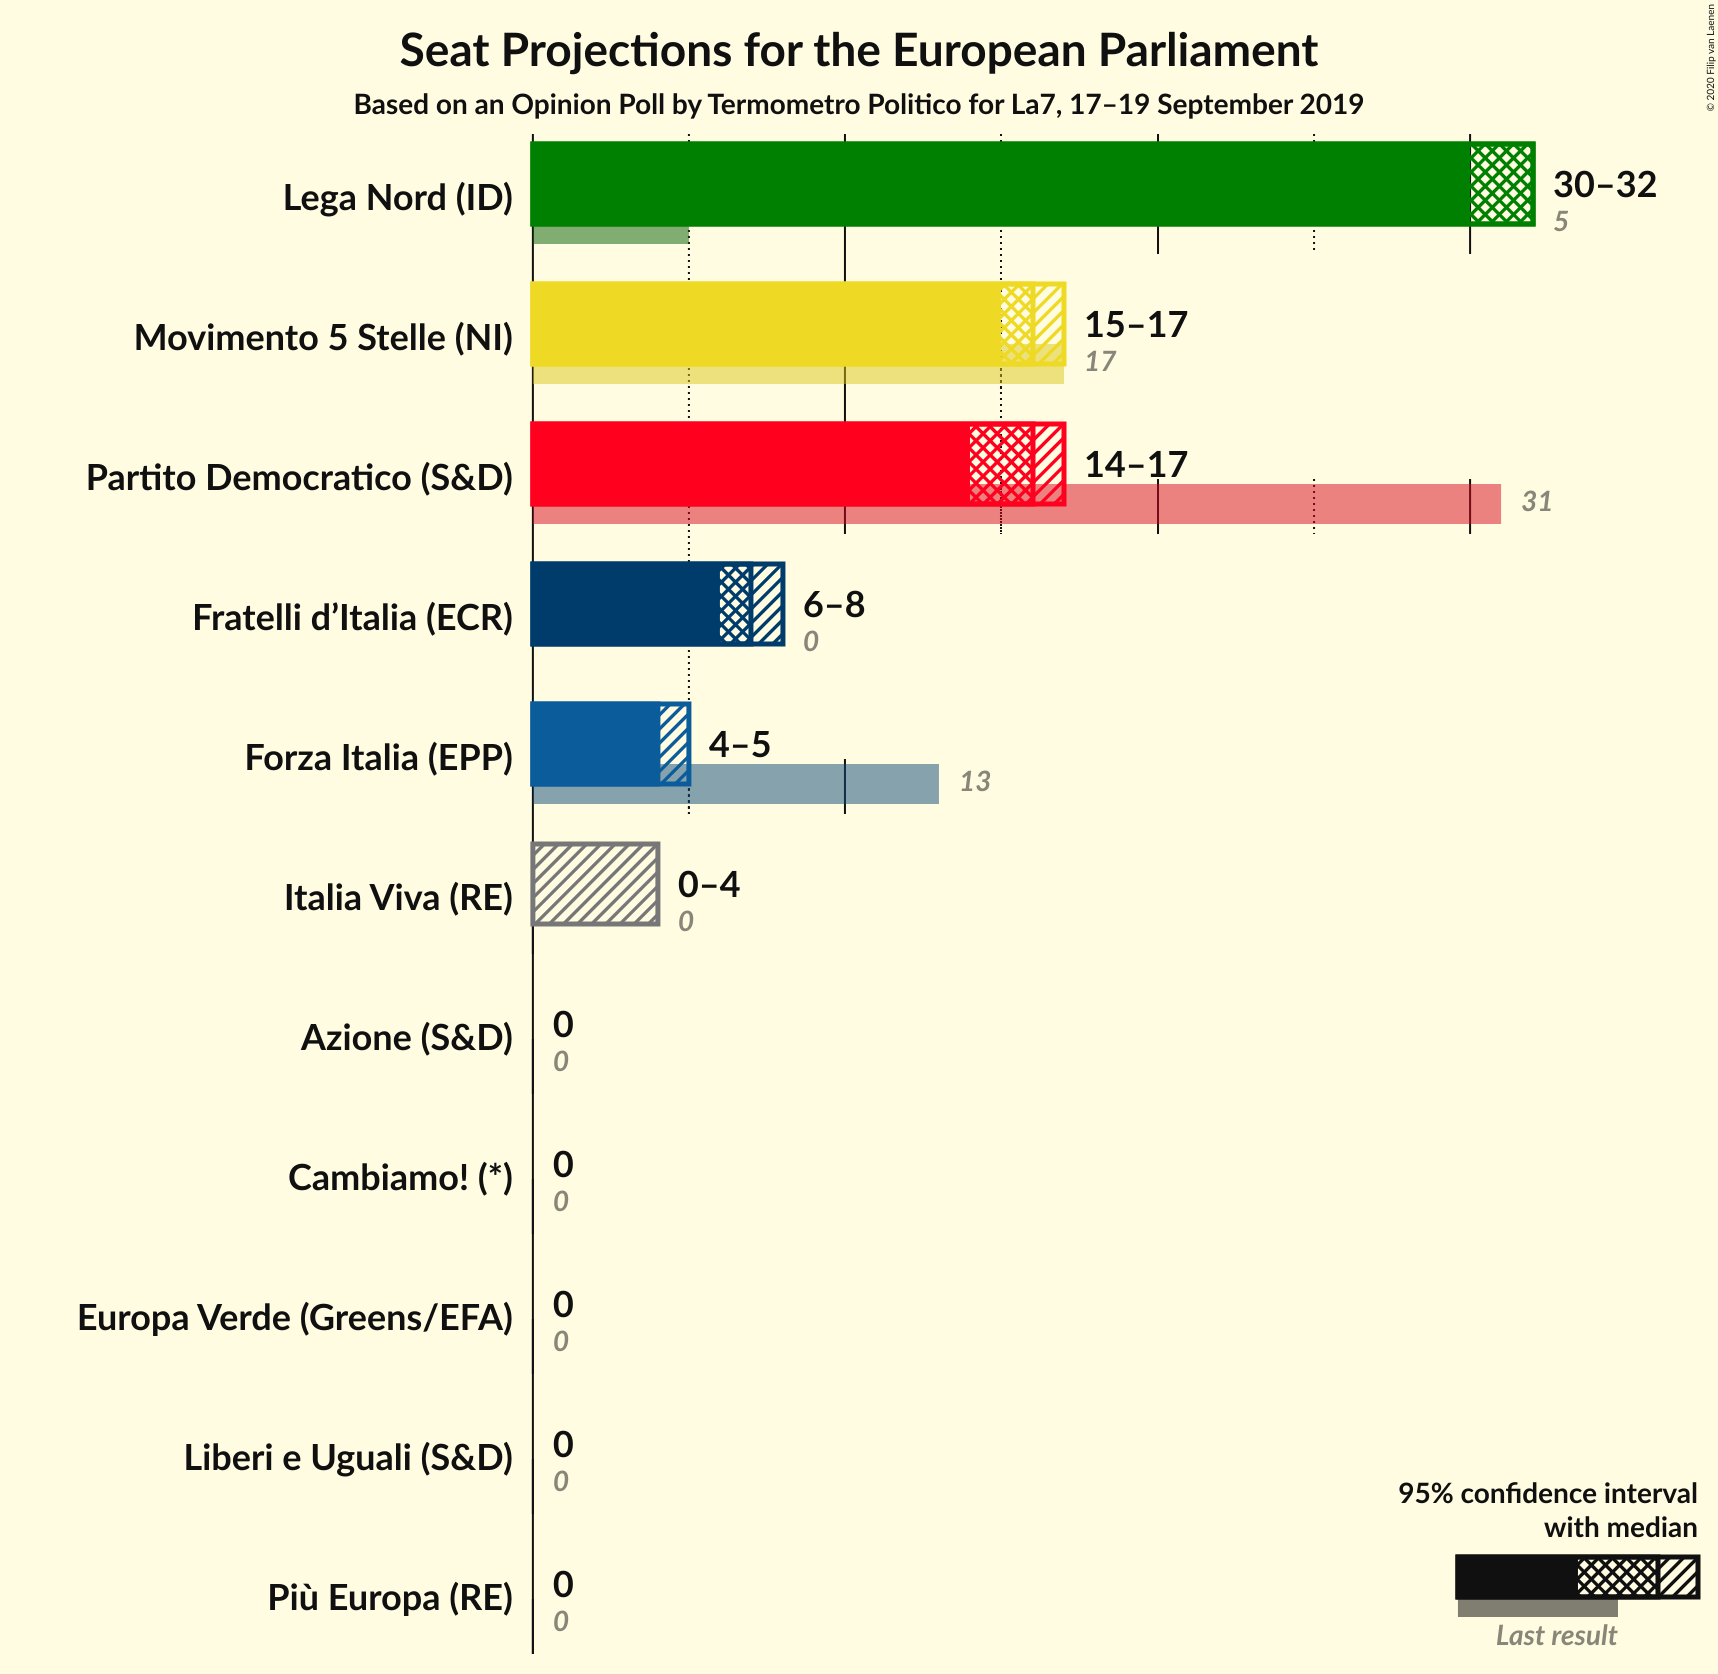 Seat Projections for the European Parliament
Based on an Opinion Poll by Termometro Politico for La7, 17–19 September 2019
© 2020 Filip van Laenen
Lega Nord (ID)
30–32
5
Movimento 5 Stelle (NI)
15–17
17
Partito Democratico (S&D)
14–17
31
Fratelli d’Italia (ECR)
6–8
0
Forza Italia (EPP)
4–5
13
Italia Viva (RE)
0–4
0
Azione (S&D)
0
0
Cambiamo! (*)
0
0
Europa Verde (Greens/EFA)
0
0
Liberi e Uguali (S&D)
0
0
Più Europa (RE)
0
0
95% confidence interval
with median
Last result